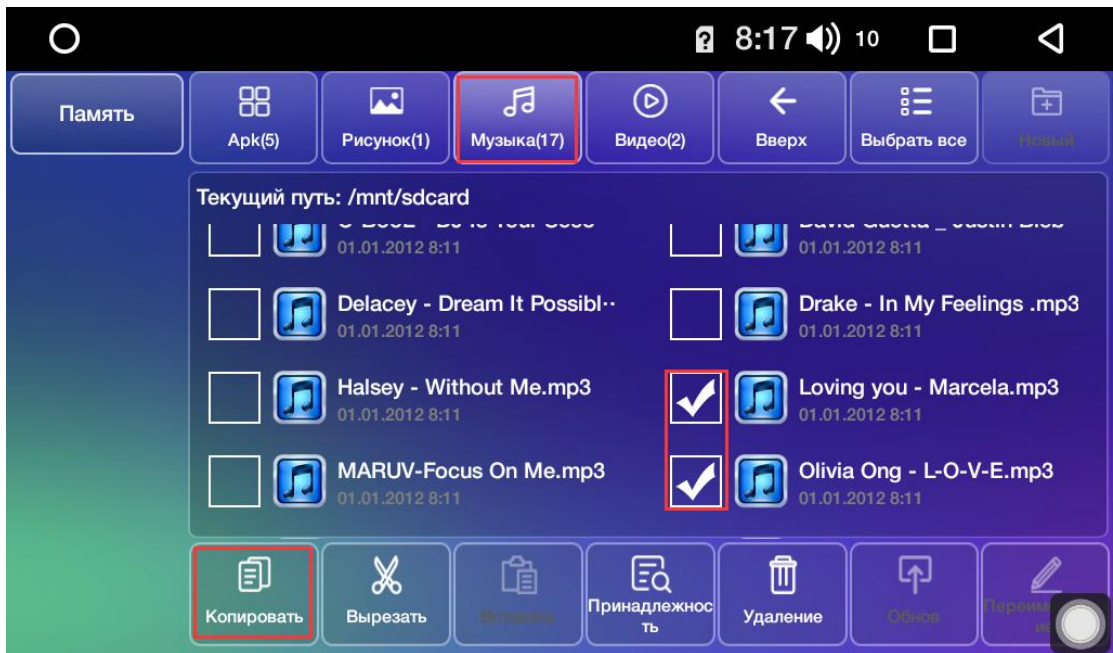 8:17 10
Память
Apk(5)
Рисунок(1)
Музыка(17)
Видео(2)
Вверх
Выбрать все
Новый
Текущий путь: /mnt/sdcard
01.01.2012 8:11
01.01.2012 8:11
Delacey - Dream It Possibl··
01.01.2012 8:11
Drake - In My Feelings .mp3
01.01.2012 8:11
Halsey - Without Me.mp3
01.01.2012 8:11
Loving you - Marcela.mp3
01.01.2012 8:11
MARUV-Focus On Me.mp3
01.01.2012 8:11
Olivia Ong - L-O-V-E.mp3
01.01.2012 8:11
Копировать
Вырезать
Вставить
Принадлежнос
ть
Удаление
Обнов